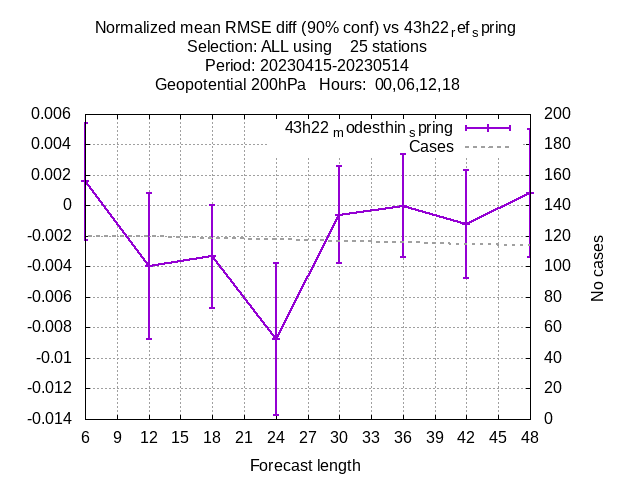 Normalized mean RMSE diff (90% conf) vs 43h22ref spring
Selection: ALL using    25 stations
Period: 20230415-20230514
Geopotential 200hPa   Hours:  00,06,12,18
43h22modesthinspring
Cases
0.006
0.004
0.002
0
-0.002
-0.004
-0.006
-0.008
-0.01
-0.012
-0.014
200
180
160
140
120
100
80
60
40
20
0
No cases
6 9 12 15 18 21 24 27 30 33 36 39 42 45 48
Forecast length